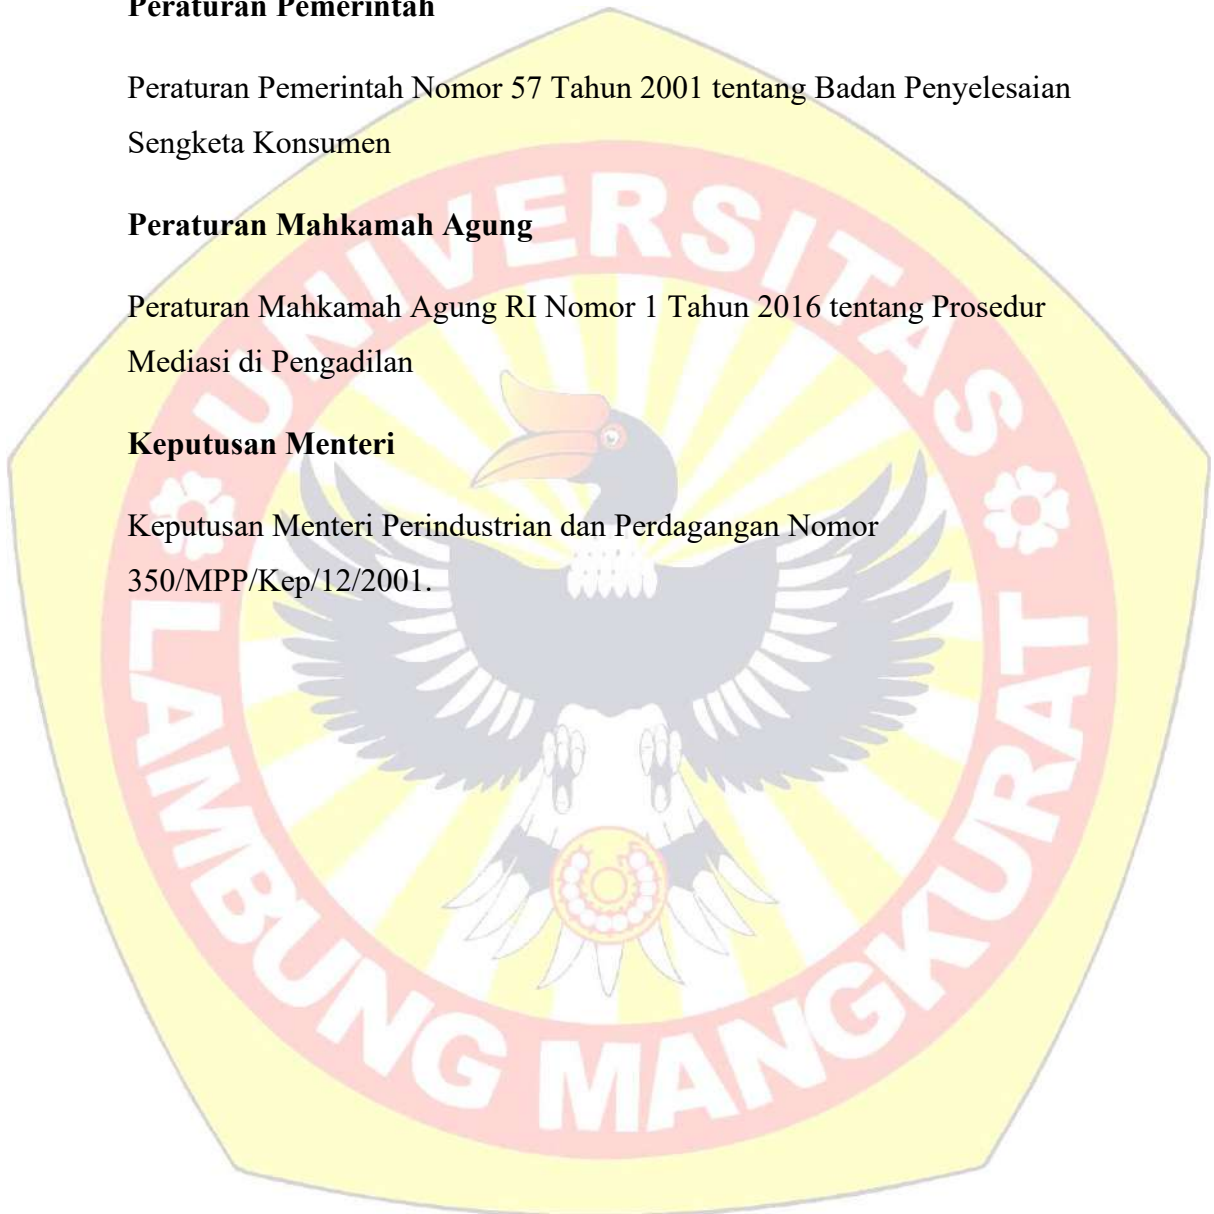 Peraturan Pemerintah
Peraturan Pemerintah Nomor 57 Tahun 2001 tentang Badan Penyelesaian
Sengketa Konsumen
Peraturan Mahkamah Agung
Peraturan Mahkamah Agung RI Nomor 1 Tahun 2016 tentang Prosedur
Mediasi di Pengadilan
Keputusan Menteri
Keputusan Menteri Perindustrian dan Perdagangan Nomor
350/MPP/Kep/12/2001.
UNIVERSITAS
LAMBUNG MANGKURAT